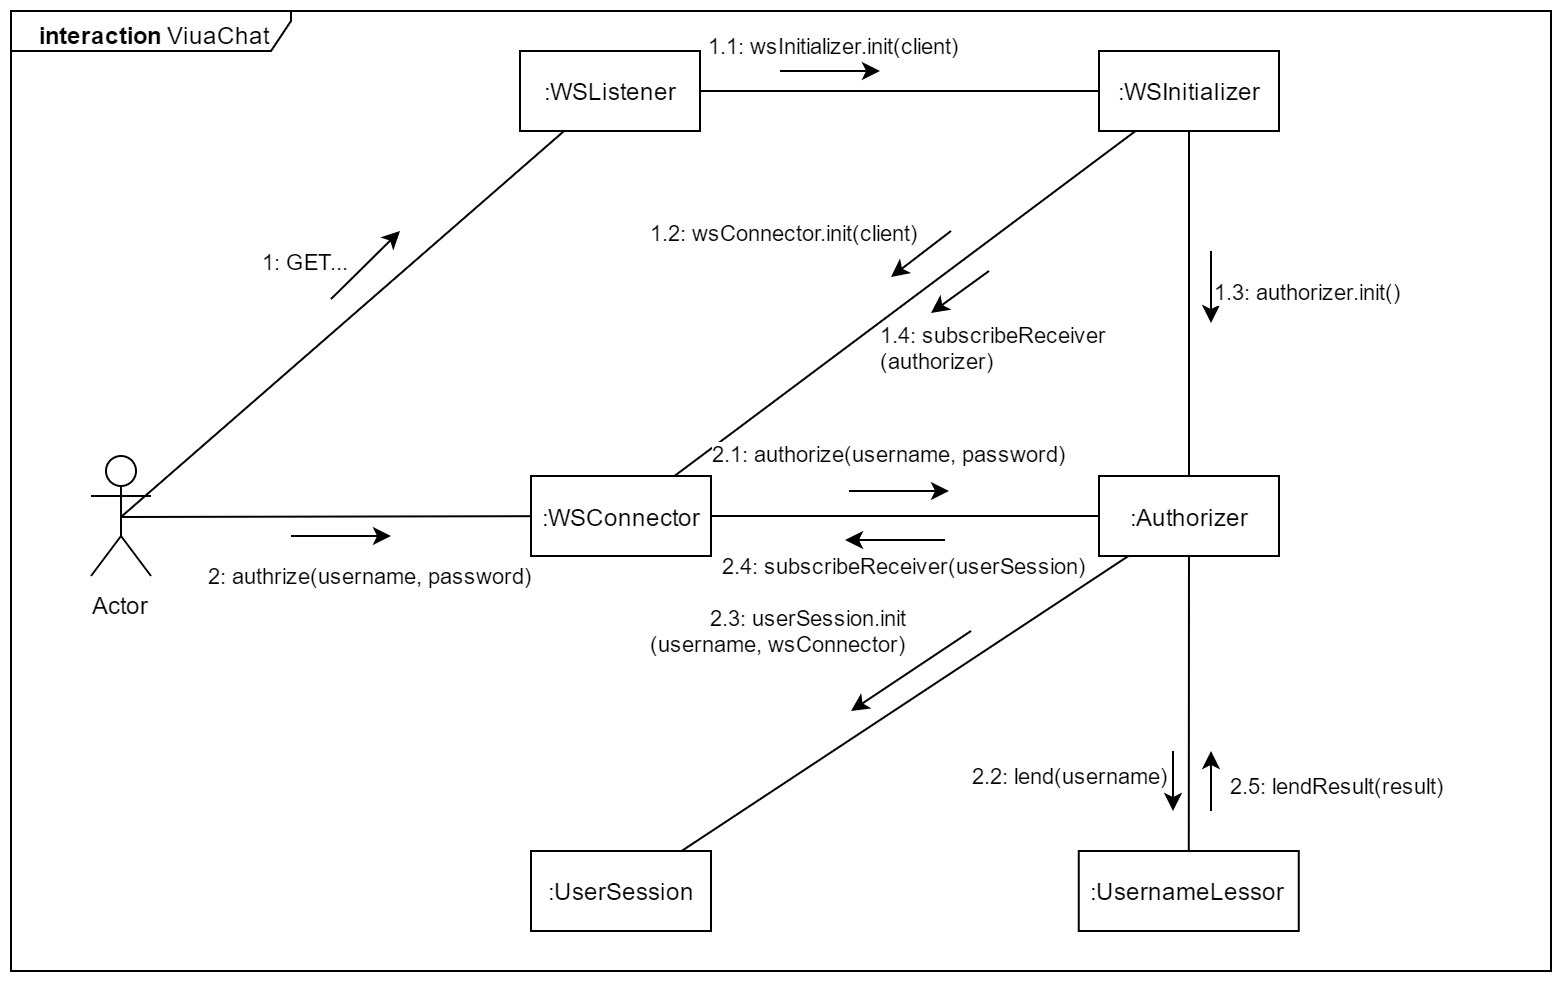 interaction ViuaChat
1.1: wsInitializer.init(client)
:WSListener
:WSInitializer
1.2: wsConnector.init(client)
1: GET...
1.3: authorizer.init()
1.4: subscribeReceiver
(authorizer)
2.1: authorize(username, password)
:WSConnector
:Authorizer
2: authrize(username, password)
2.4: subscribeReceiver(userSession)
Actor
2.3: userSession.init
(username, wsConnector)
2.2: lend(username)
2.5: lendResult(result)
:UserSession
:UsernameLessor